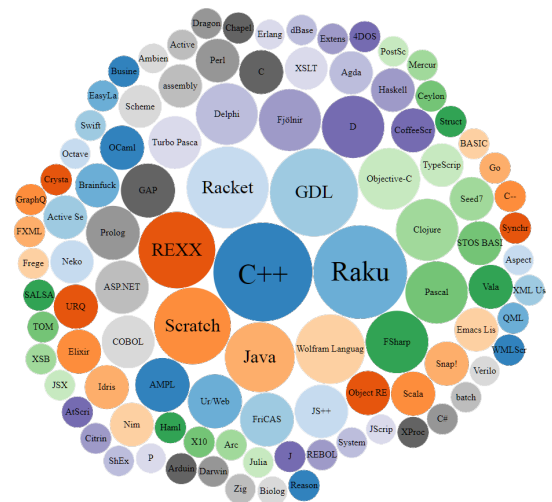 Dragon
Chapel
Erlang
dBase
Extens
4DOS
Ambien
Active
Perl
C
XSLT
Agda
PostSc
Mercur
Busine
assembly
Haskell
Ceylon
EasyLa
Scheme
Delphi
Fjölnir
D
CoffeeScr
Struct
Swift
OCaml
Turbo Pasca
BASIC
Octave
Objective-C
TypeScrip
Go
Crysta
Brainfuck
GAP
Racket
GDL
Seed7
C--
GraphQ
Active Se
Prolog
Clojure
Synchr
FXML
REXX
STOS BASI
Frege
Neko
C++
Raku
Aspect
SALSA
URQ
ASP.NET
Pascal
Vala
XML Us
TOM
Scratch
QML
XSB
Elixir
COBOL
Java
Wolfram Languag
FSharp
Emacs Lis
WMLScr
JSX
Idris
AMPL
Snap!
Verilo
AtScri
Ur/Web
Object RE
Scala
batch
Citrin
Nim
Haml
FriCAS
JS++
C#
ShEx
P
X10
Arc
System
JScrip
XProc
Arduin
Darwin
Julia
J
REBOL
Zig
Biolog
Reason